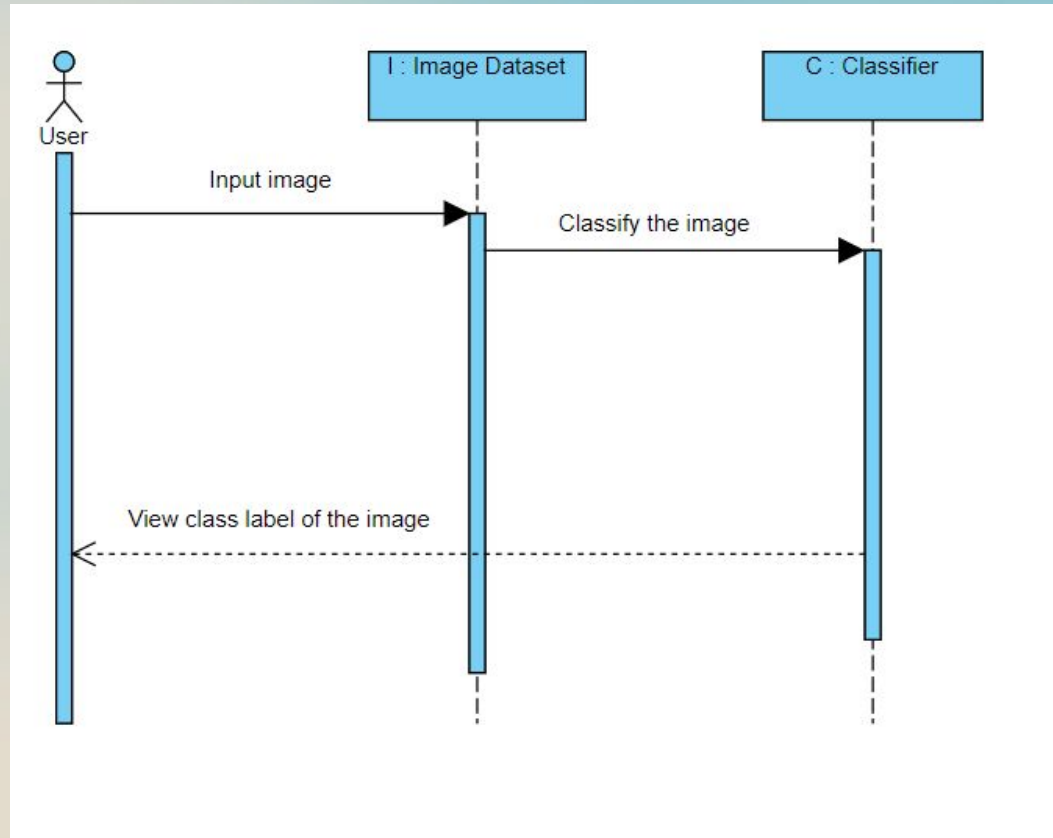 I : Image Dataset
C : Classifier
User
Input image
Classify the image
View class label of the image